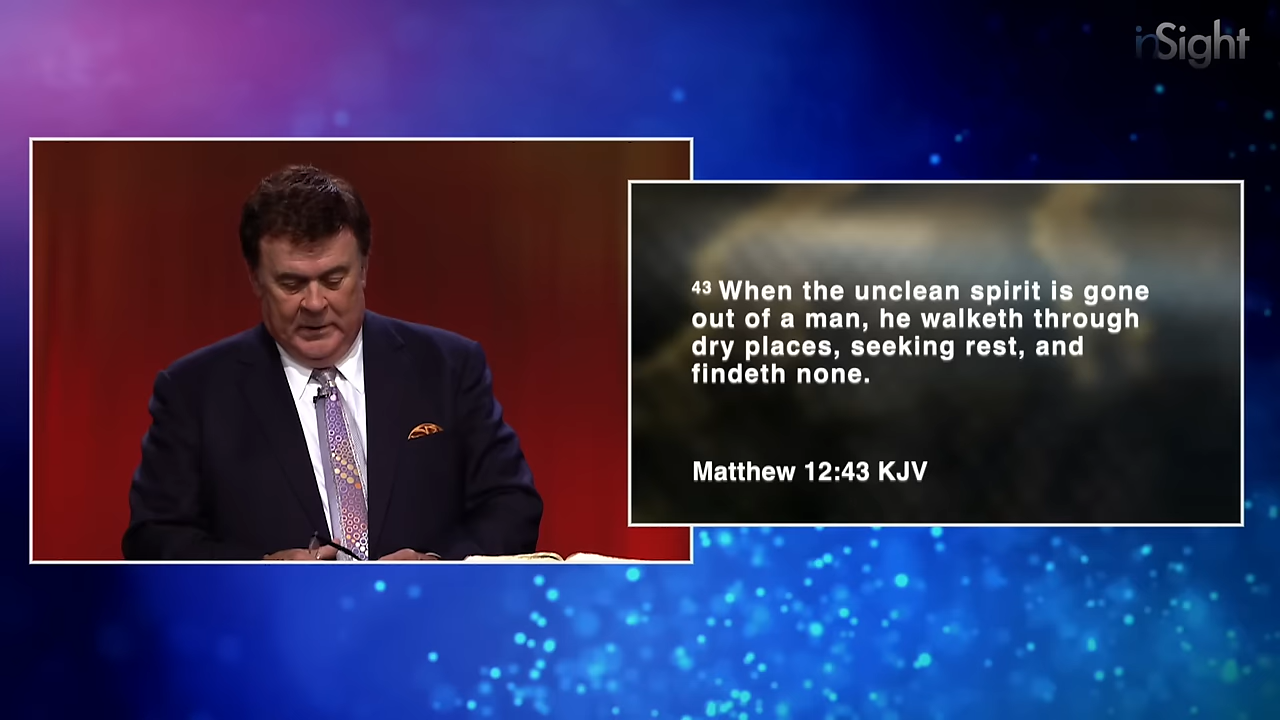 inSight
43 When the unclean spirit is gone
out of a man, he walketh through
dry places, seeking rest, and
findeth none.
Matthew 12:43 KJV